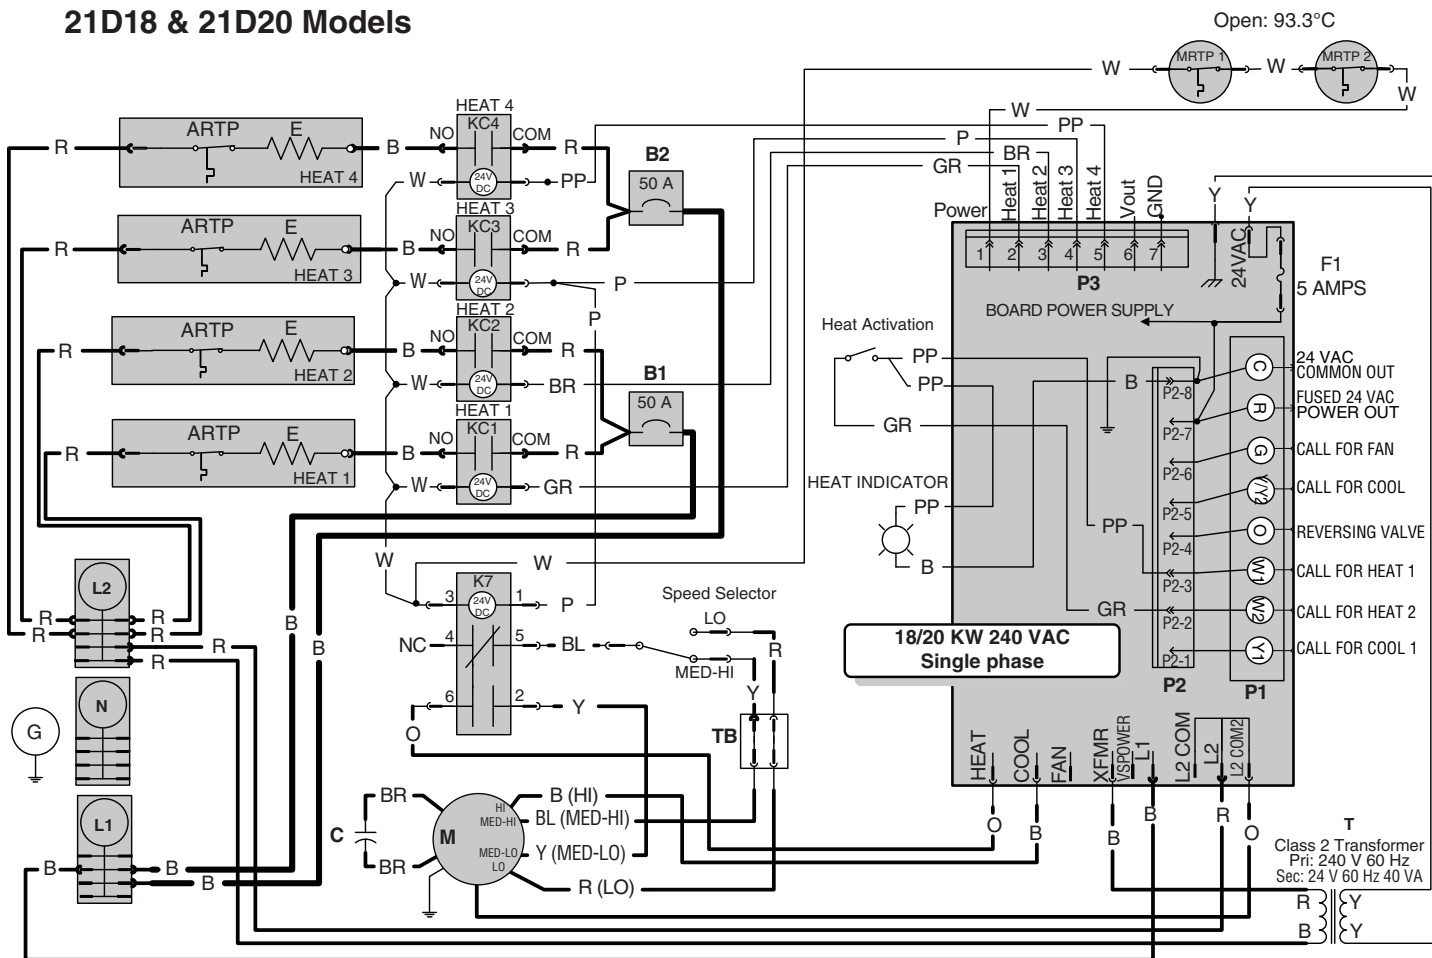 21D18 & 21D20 Models
Open: 93.3°C
MRTP 1
W
MRTP 2
W
W
W
HEAT 4
KC4
NO
COM
24V
DC
ARTP
E
HEAT 4
R
B
R
W
PP
B2
50 A
PP
P
BR
GR
HEAT 3
KC3
NO
COM
24V
DC
ARTP
E
HEAT 3
R
B
R
W
P
P
HEAT 2
KC2
NO
COM
24V
DC
ARTP
E
HEAT 2
R
B
R
W
BR
B1
50 A
HEAT 1
KC1
NO
COM
24V
DC
ARTP
E
HEAT 1
R
B
R
W
GR
Power
Heat 1
Heat 2
Heat 3
Heat 4
Vout
GND
Y
Y
24VAC
1
2
3
4
5
6
7
P3
F1
5 AMPS
BOARD POWER SUPPLY
Heat Activation
PP
PP
GR
HEAT INDICATOR
PP
B
B
PP
GR
P2-8
P2-7
P2-6
P2-5
P2-4
P2-3
P2-2
P2-1
P2
C
R
G
Y/Y2
O
W1
W2
Y1
P1
24 VAC
COMMON OUT
FUSED 24 VAC
POWER OUT
CALL FOR FAN
CALL FOR COOL
REVERSING VALVE
CALL FOR HEAT 1
CALL FOR HEAT 2
CALL FOR COOL 1
18/20 KW 240 VAC
Single phase
W
W
K7
3
24V
DC
1
P
NC
4
5
BL
6
2
Y
O
Speed Selector
LO
MED-HI
R
Y
TB
L2
R
R
R
R
R
R
B
B
N
G
L1
B
B
B
C
BR
BR
M
HI
MED-HI
MED-LO
LO
B (HI)
BL (MED-HI)
Y (MED-LO)
R (LO)
HEAT
COOL
FAN
XFMR
VSPOWER
L1
L2 COM
L2
L2 COM2
O
B
B
B
R
O
T
Class 2 Transformer
Pri: 240 V 60 Hz
Sec: 24 V 60 Hz 40 VA
R
Y
B
Y